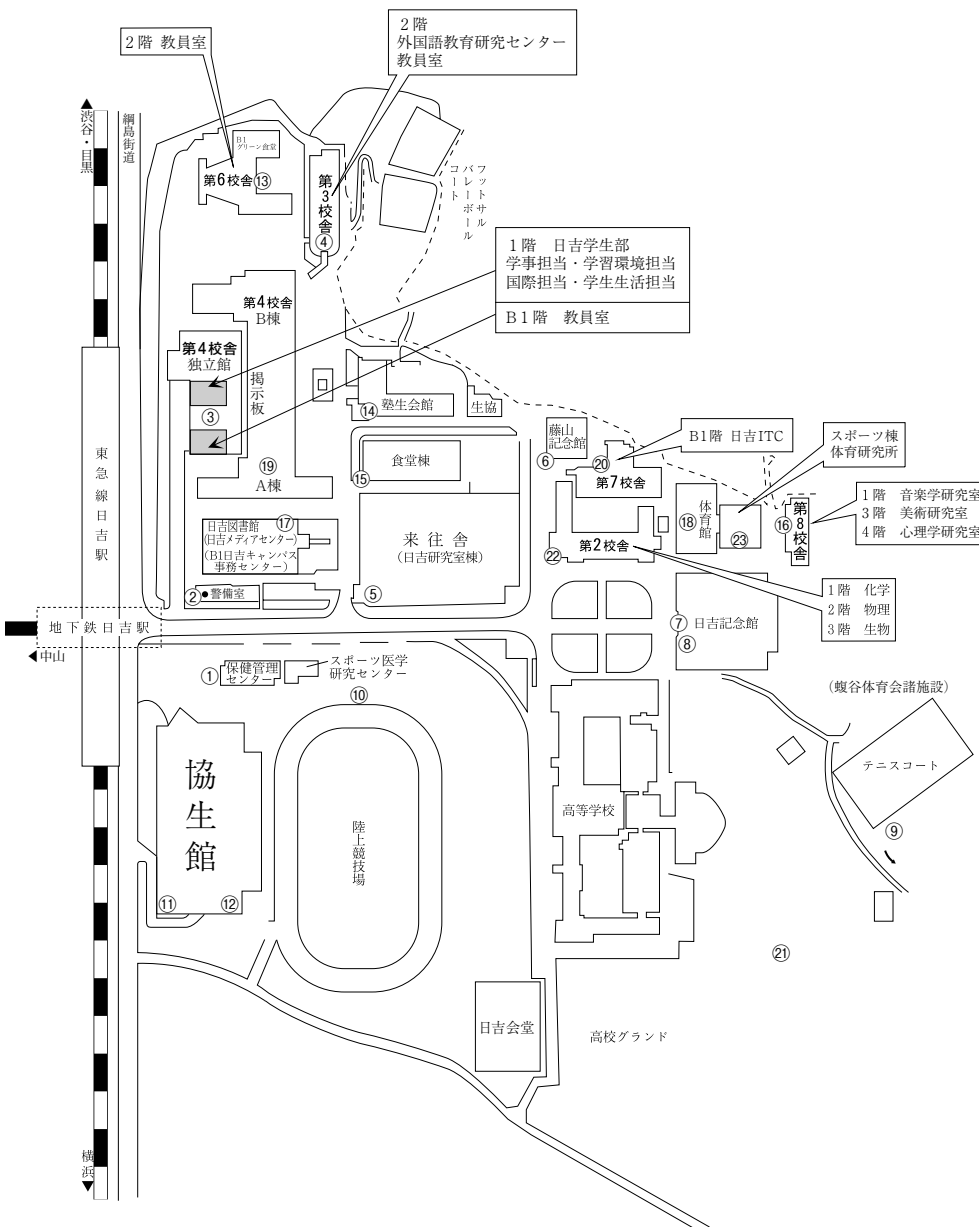 2階 教員室
2階
外国語教育研究センター
教員室
渋谷・目黒
綱島街道
B1
グリーン食堂
第6校舎⑬
第3校舎
④
フットサル
バレーボール
コート
1階 日吉学生部
学事担当・学習環境担当
国際担当・学生生活担当
B1階 教員室
第4校舎
B棟
第4校舎
独立館
掲示板
③
⑭
塾生会館
生協
藤山
記念館
⑥
B1階 日吉ITC
スポーツ棟
体育研究所
⑳
第7校舎
食堂棟
⑮
⑲
A棟
東急線日吉駅
体育館
⑱
㉓
⑯
第8校舎
1階 音楽学研究室
3階 美術研究室
4階 心理学研究室
日吉図書館
⑰
(日吉メディアセンター)
(B1日吉キャンパス
事務センター)
来往舎
(日吉研究室棟)
第2校舎
㉒
②
警備室
⑤
1階 化学
2階 物理
3階 生物
⑦
日吉記念館
⑧
地下鉄日吉駅
中山
①
保健管理
センター
スポーツ医学
研究センター
⑩
(蝮谷体育会諸施設)
テニスコート
⑨
協生館
陸上競技場
高等学校
⑪
⑫
㉑
日吉会堂
高校グランド
横浜